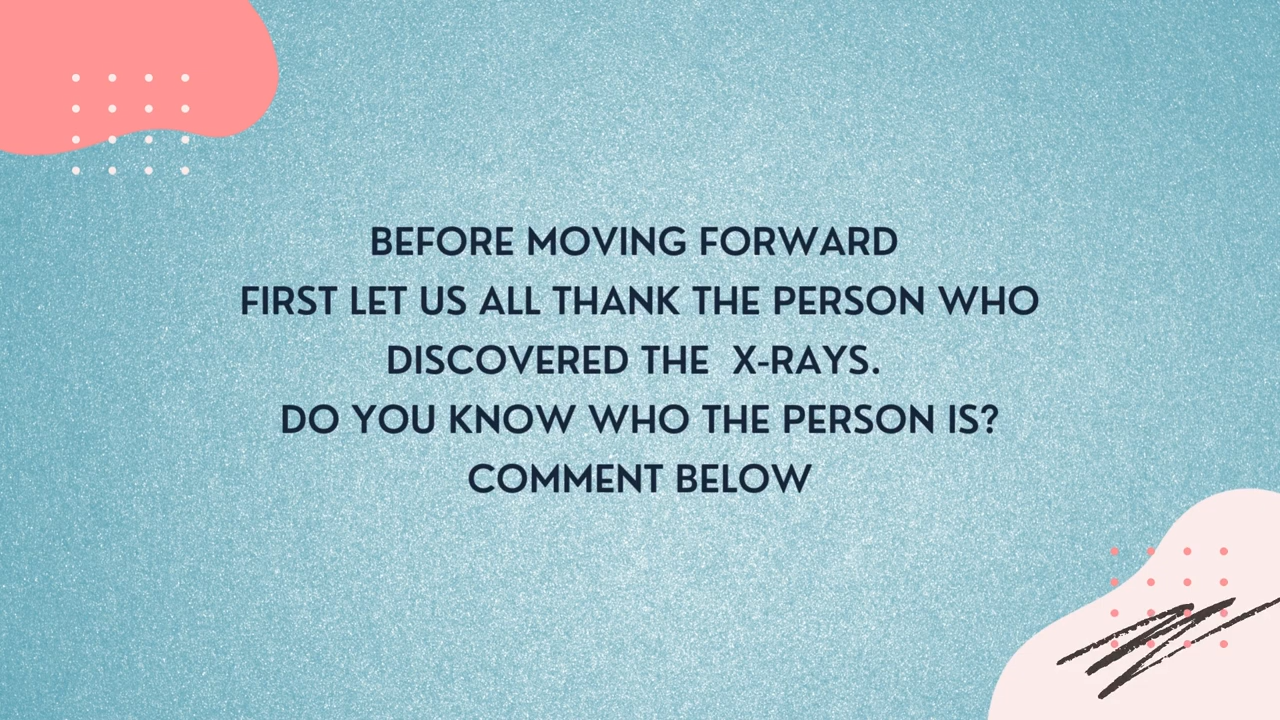 BEFORE MOVING FORWARD
FIRST LET US ALL THANK THE PERSON WHO
DISCOVERED THE  X-RAYS.
DO YOU KNOW WHO THE PERSON IS?
COMMENT BELOW